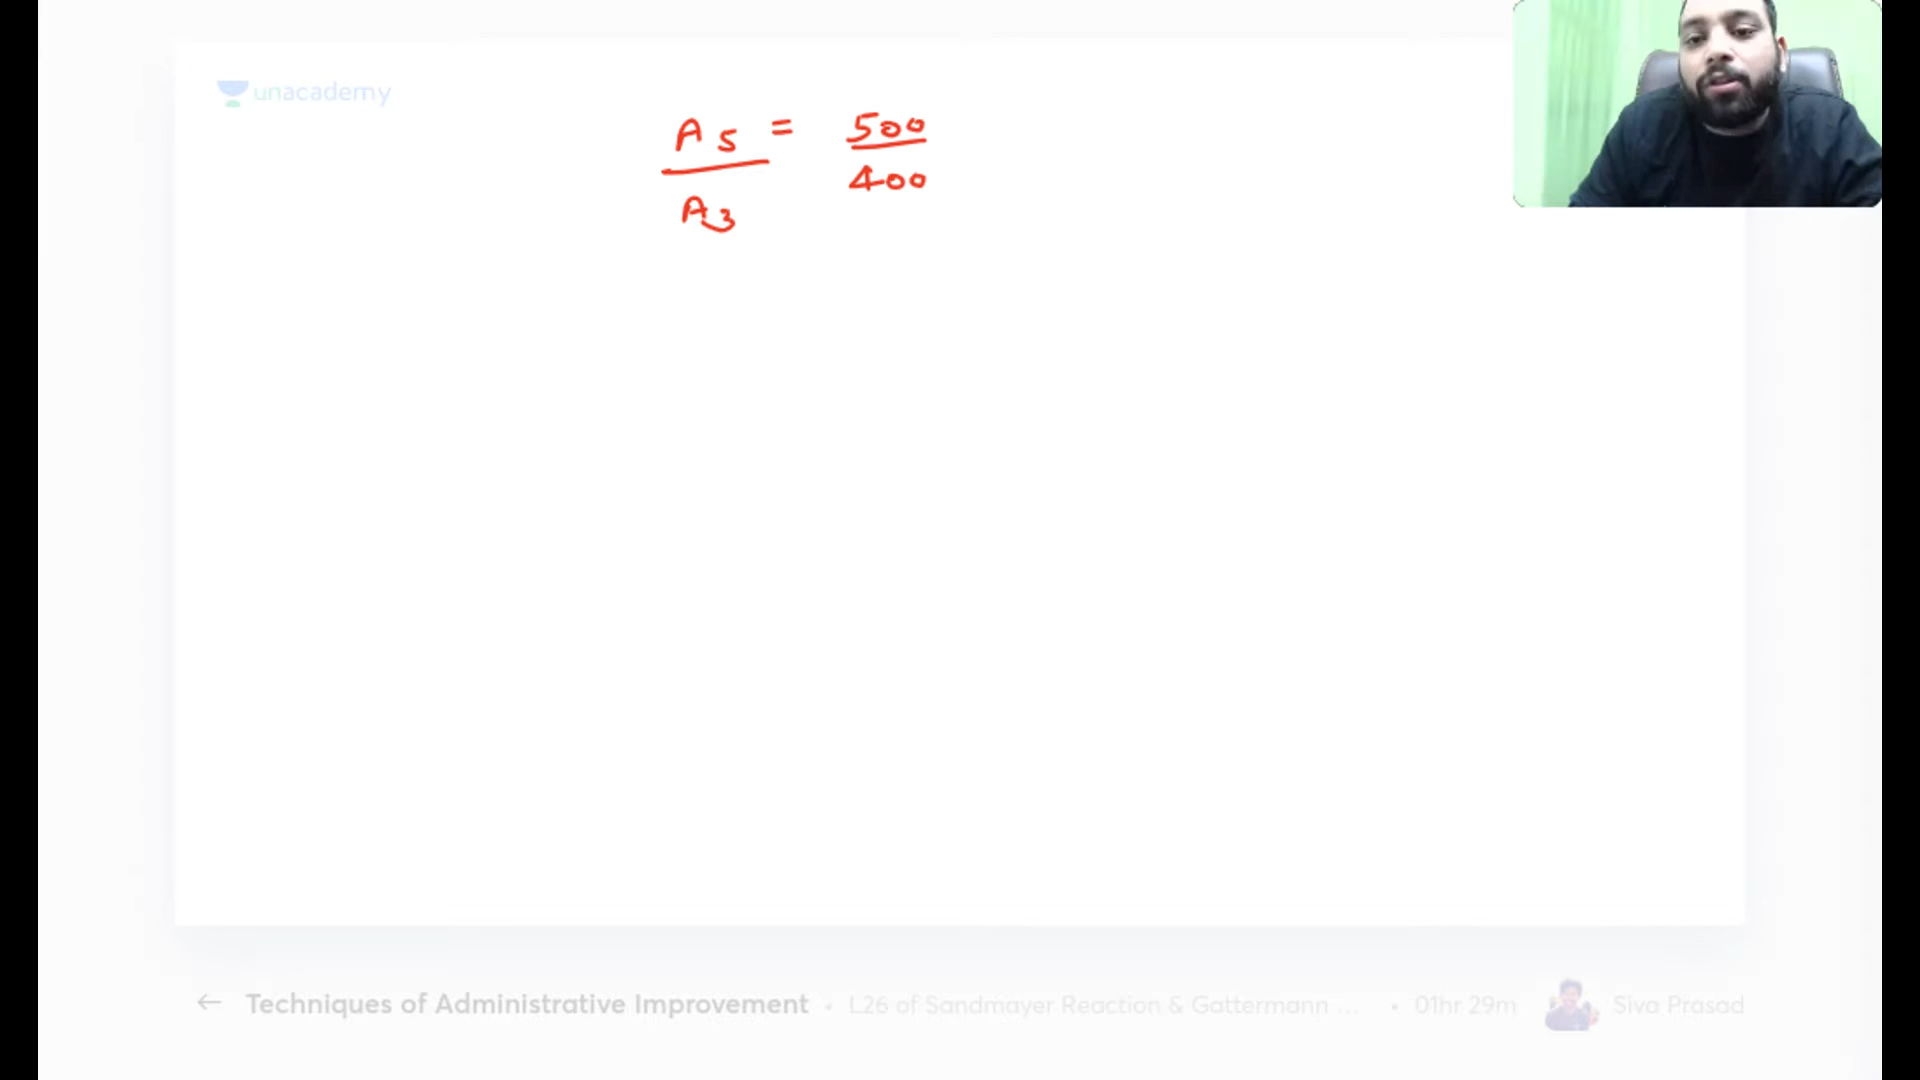 unacademy
A5 = 500
A3 400
← Techniques of Administrative Improvement • L26 of Sandmayer Reaction & Gattermann ... • 01hr 29m Siva Prasad